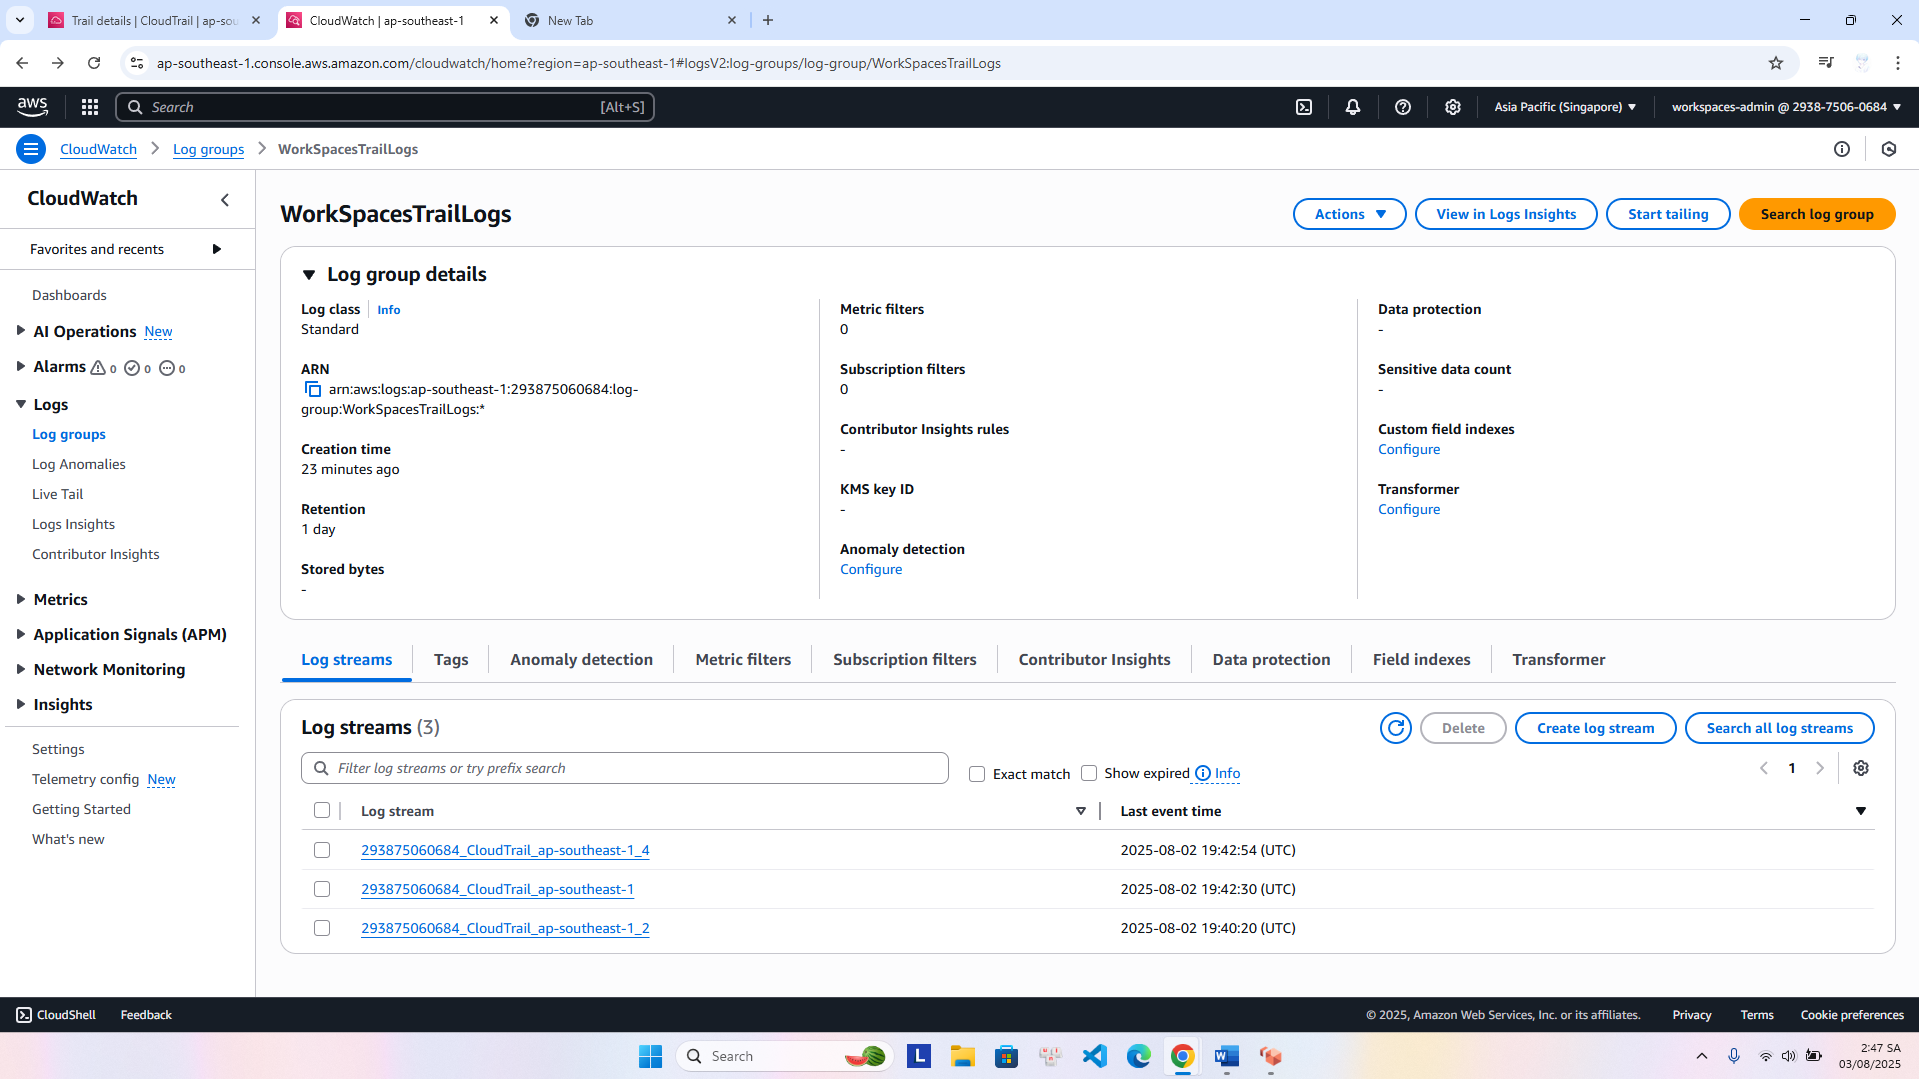 Trail details | CloudTrail | ap-sou
CloudWatch | ap-southeast-1
New Tab
ap-southeast-1.console.aws.amazon.com/cloudwatch/home?region=ap-southeast-1#logsV2:log-groups/log-group/WorkSpacesTrailLogs
aws
Search
[Alt+S]
Asia Pacific (Singapore)
workspaces-admin @ 2938-7506-0684
CloudWatch
Log groups
WorkSpacesTrailLogs
CloudWatch
Favorites and recents
Dashboards
AI Operations New
Alarms 0 0 0
Logs
Log groups
Log Anomalies
Live Tail
Logs Insights
Contributor Insights
Metrics
Application Signals (APM)
Network Monitoring
Insights
Settings
Telemetry config New
Getting Started
What's new
WorkSpacesTrailLogs
Actions
View in Logs Insights
Start tailing
Search log group
Log group details
Log class Info
Standard
ARN
arn:aws:logs:ap-southeast-1:293875060684:log-
group:WorkSpacesTrailLogs:*
Creation time
23 minutes ago
Retention
1 day
Stored bytes
-
Metric filters
0
Subscription filters
0
Contributor Insights rules
-
KMS key ID
-
Anomaly detection
Configure
Data protection
-
Sensitive data count
-
Custom field indexes
Configure
Transformer
Configure
Log streams
Tags
Anomaly detection
Metric filters
Subscription filters
Contributor Insights
Data protection
Field indexes
Transformer
Log streams (3)
Delete
Create log stream
Search all log streams
Filter log streams or try prefix search
Exact match
Show expired Info
1
Log stream
Last event time
293875060684_CloudTrail_ap-southeast-1_4
2025-08-02 19:42:54 (UTC)
293875060684_CloudTrail_ap-southeast-1
2025-08-02 19:42:30 (UTC)
293875060684_CloudTrail_ap-southeast-1_2
2025-08-02 19:40:20 (UTC)
CloudShell
Feedback
© 2025, Amazon Web Services, Inc. or its affiliates.
Privacy
Terms
Cookie preferences
Search
L
2:47 SA
03/08/2025